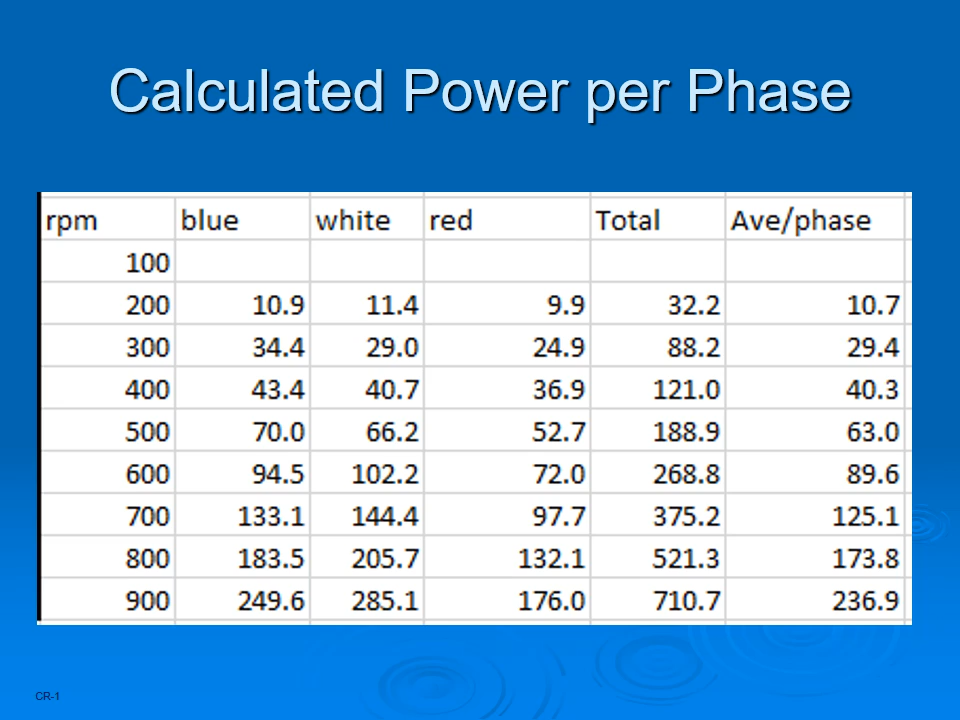 Calculated Power per Phase
rpm blue white red Total Ave/phase
100
200 10.9 11.4 9.9 32.2 10.7
300 34.4 29.0 24.9 88.2 29.4
400 43.4 40.7 36.9 121.0 40.3
500 70.0 66.2 52.7 188.9 63.0
600 94.5 102.2 72.0 268.8 89.6
700 133.1 144.4 97.7 375.2 125.1
800 183.5 205.7 132.1 521.3 173.8
900 249.6 285.1 176.0 710.7 236.9
CR-1